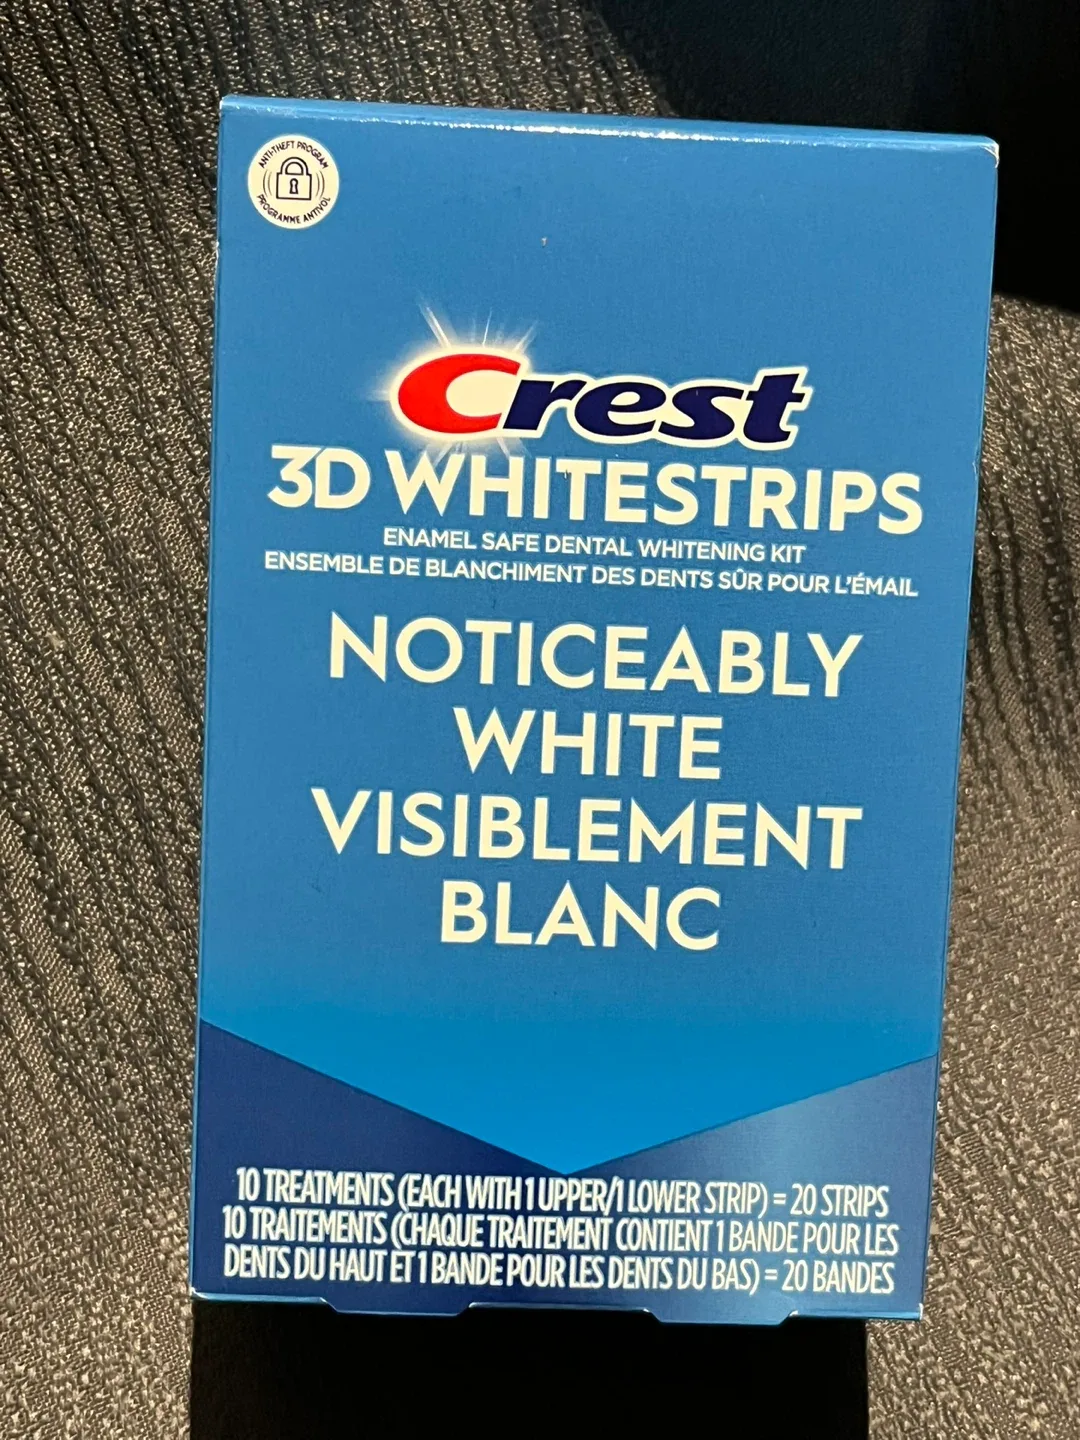 ANTI-THEFT PROGRAM
PROGRAMME ANTIVOL
Crest
3D WHITESTRIPS
ENAMEL SAFE DENTAL WHITENING KIT
ENSEMBLE DE BLANCHIMENT DES DENTS SÛR POUR L'ÉMAIL
NOTICEABLY
WHITE
VISIBLEMENT
BLANC
10 TREATMENTS (EACH WITH 1 UPPER/1 LOWER STRIP) = 20 STRIPS
10 TRAITEMENTS (CHAQUE TRAITEMENT CONTIENT 1 BANDE POUR LES
DENTS DU HAUT ET 1 BANDE POUR LES DENTS DU BAS) = 20 BANDES